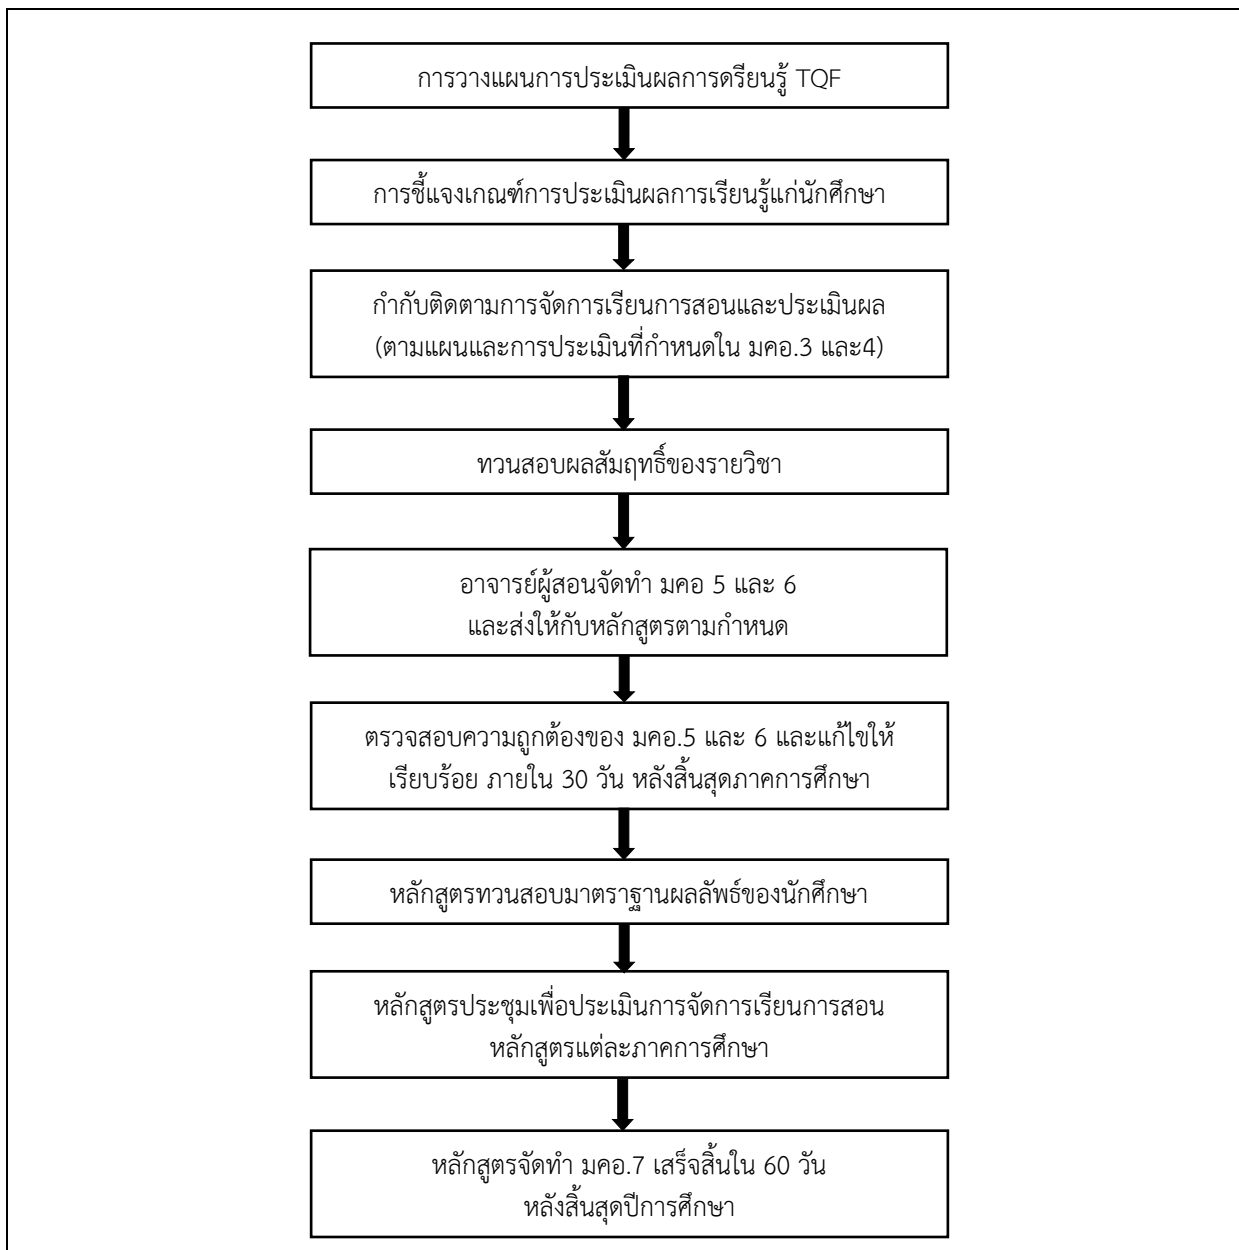 การวางแผนการประเมินผลการดรียนรู้ TQF
การชี้แจงเกณฑ์การประเมินผลการเรียนรู้แก่นักศึกษา
กำกับติดตามการจัดการเรียนการสอนและประเมินผล
(ตามแผนและการประเมินที่กำหนดใน มคอ.3 และ4)
ทวนสอบผลสัมฤทธิ์ของรายวิชา
อาจารย์ผู้สอนจัดทำ มคอ 5 และ 6
และส่งให้กับหลักสูตรตามกำหนด
ตรวจสอบความถูกต้องของ มคอ.5 และ 6 และแก้ไขให้
เรียบร้อย ภายใน 30 วัน หลังสิ้นสุดภาคการศึกษา
หลักสูตรทวนสอบมาตราฐานผลลัพธ์ของนักศึกษา
หลักสูตรประชุมเพื่อประเมินการจัดการเรียนการสอน
หลักสูตรแต่ละภาคการศึกษา
หลักสูตรจัดทำ มคอ.7 เสร็จสิ้นใน 60 วัน
หลังสิ้นสุดปีการศึกษา